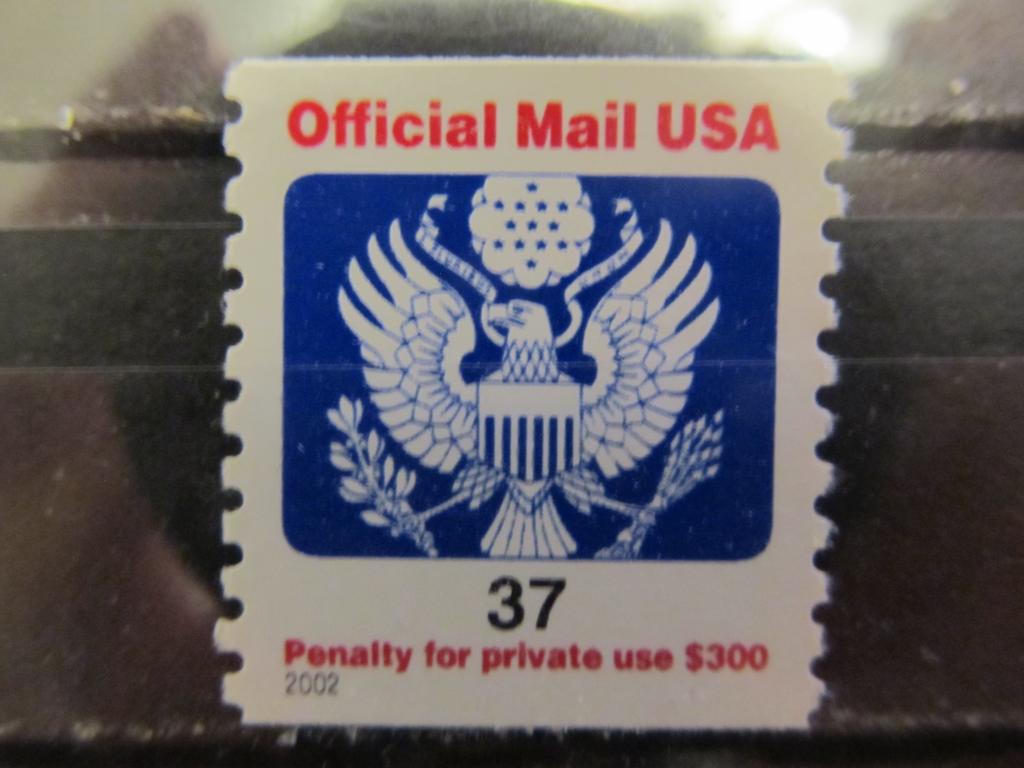 Official Mail USA
37
Penalty for private use $300
2002